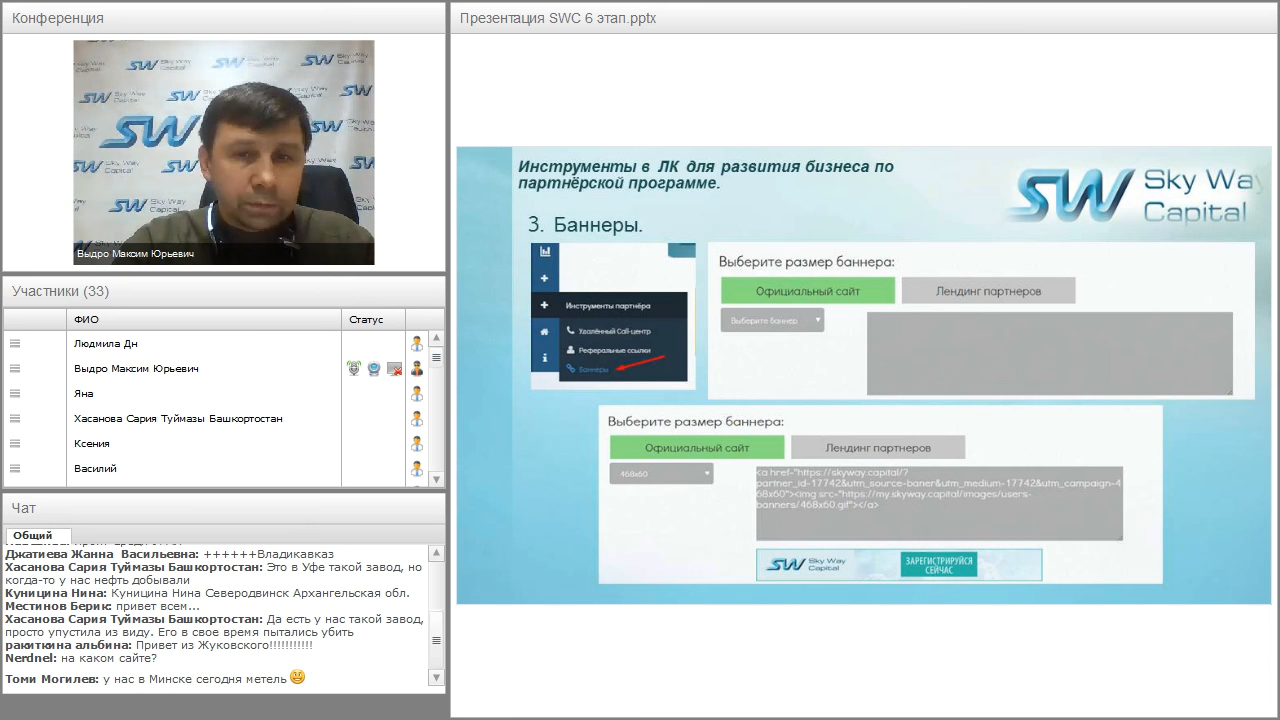 Конференция
Выдро Максим Юрьевич
Участники (33)
ФИО
Статус
Людмила Дн
Выдро Максим Юрьевич
Яна
Хасанова Сария Туймазы Башкортостан
Ксения
Василий
Чат
Общий
Джатиева Жанна Васильевна: ++++++Владикавказ
Хасанова Сария Туймазы Башкортостан: Это в Уфе такой завод, но
когда-то у нас нефть добывали
Куницина Нина: Куницина Нина Северодвинск Архангельская обл.
Местинов Берик: привет всем...
Хасанова Сария Туймазы Башкортостан: Да есть у нас такой завод,
просто упустила из виду. Его в свое время пытались убить
ракиткина альбина: Привет из Жуковского!!!!!!!!!!!
Nerdnel: на каком сайте?
Томи Могилев: у нас в Минске сегодня метель
Презентация SWC 6 этап.pptx
Инструменты в ЛК для развития бизнеса по
партнёрской программе.
SW Sky Way
Capital
3. Баннеры.
Инструменты партнёра
Удалённый Call-центр
Реферальные ссылки
Баннеры
Выберите размер баннера:
Официальный сайт
Лендинг партнеров
Выберите баннер
Выберите размер баннера:
Официальный сайт
Лендинг партнеров
468x60
<a href="https://skyway.capital/?
partner_id=17742&utm_source=baner&utm_medium=17742&utm_campaign=4
68x60"><img src="https://my.skyway.capital/images/users-
banners/468x60.gif"></a>
SW Sky Way
Capital
ЗАРЕГИСТРИРУЙСЯ
СЕЙЧАС